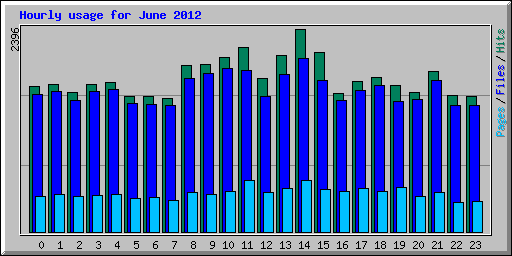 Hourly usage for June 2012
2396
Pages/Files/Hits
0 1 2 3 4 5 6 7 8 9 10 11 12 13 14 15 16 17 18 19 20 21 22 23